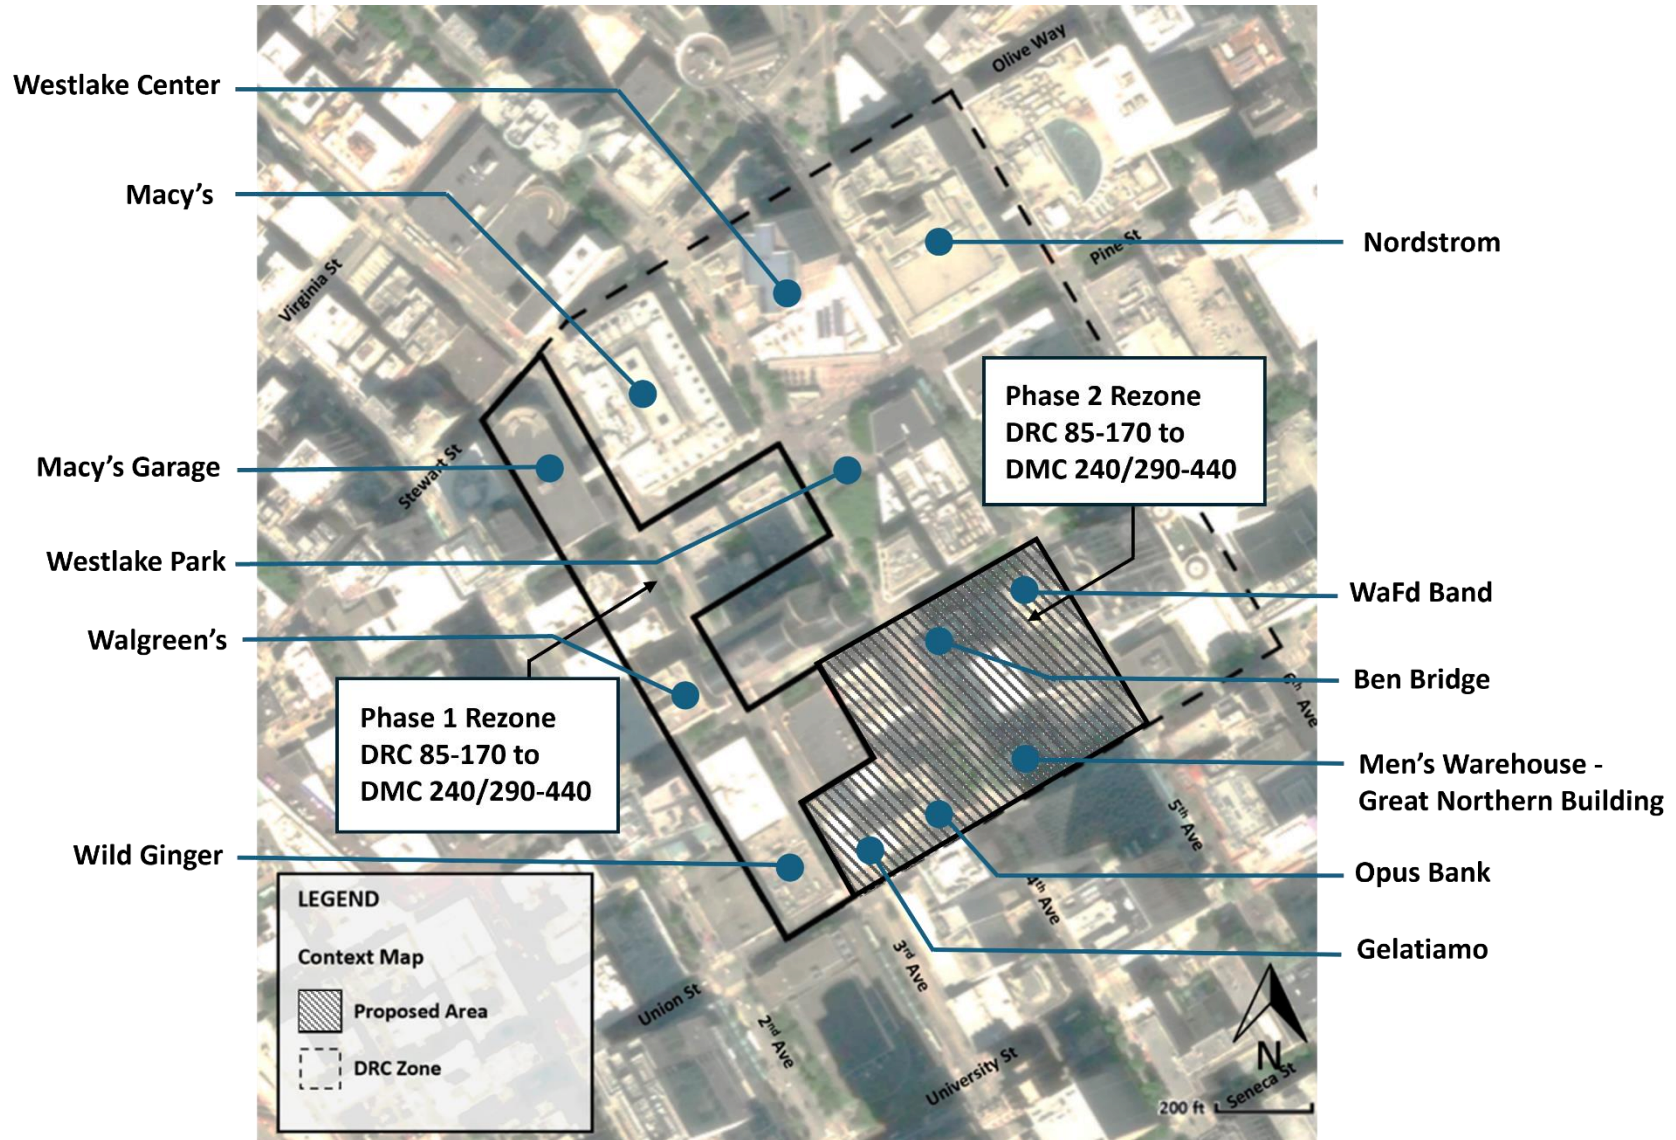 Olive Way
Westlake Center
Macy's
Nordstrom
Pine St
Virginia St
Phase 2 Rezone
DRC 85-170 to
DMC 240/290-440
Macy's Garage
Stewart St
Westlake Park
WaFd Band
Walgreen's
Ben Bridge
6th Ave
Phase 1 Rezone
DRC 85-170 to
DMC 240/290-440
Men's Warehouse -
Great Northern Building
5th Ave
Wild Ginger
Opus Bank
4th Ave
Gelatiamo
3rd Ave
LEGEND
Context Map
Proposed Area
DRC Zone
Union St
2nd Ave
University St
N
Seneca St
200 ft